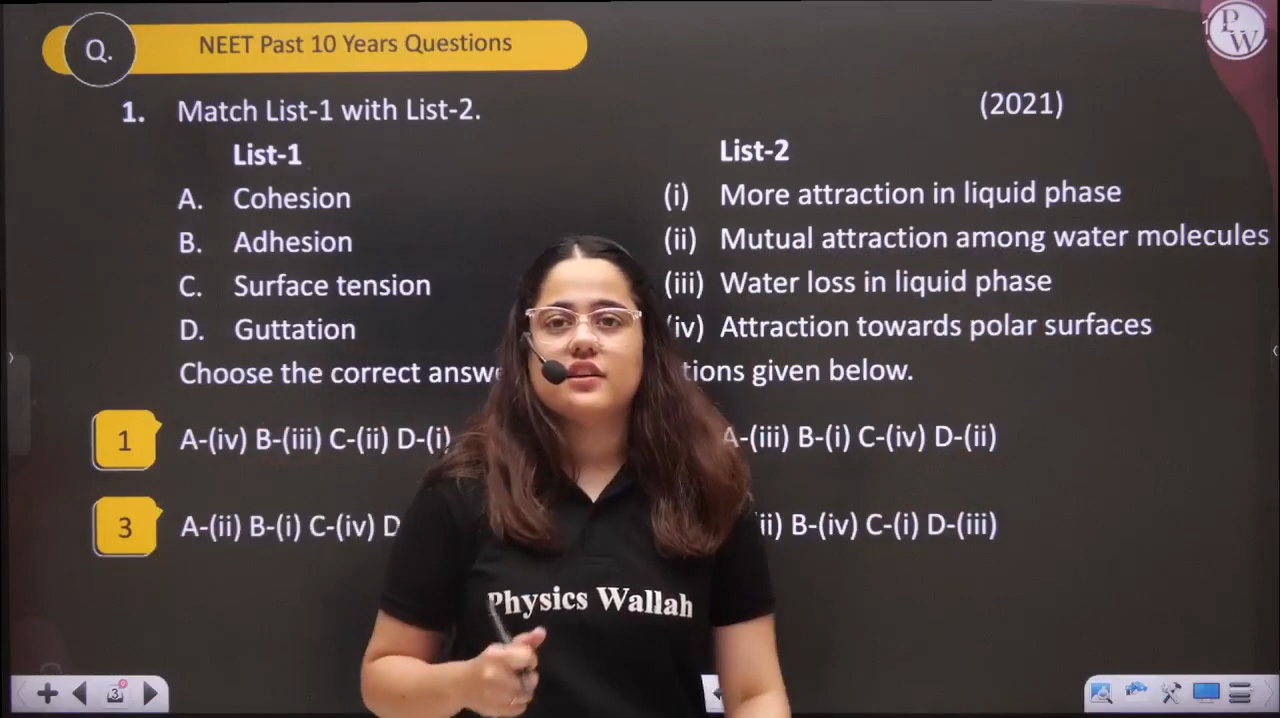 Q.
NEET Past 10 Years Questions
PW
1. Match List-1 with List-2. (2021)
List-1 List-2
A. Cohesion (i) More attraction in liquid phase
B. Adhesion (ii) Mutual attraction among water molecules
C. Surface tension (iii) Water loss in liquid phase
D. Guttation (iv) Attraction towards polar surfaces
Choose the correct given below.
1 A-(iv) B-(iii) C-(ii) D-(i) A-(iii) B-(i) C-(iv) D-(ii)
3 A-(ii) B-(i) C-(iv) D B-(iv) C-(i) D-(iii)
Physics Wallah
3